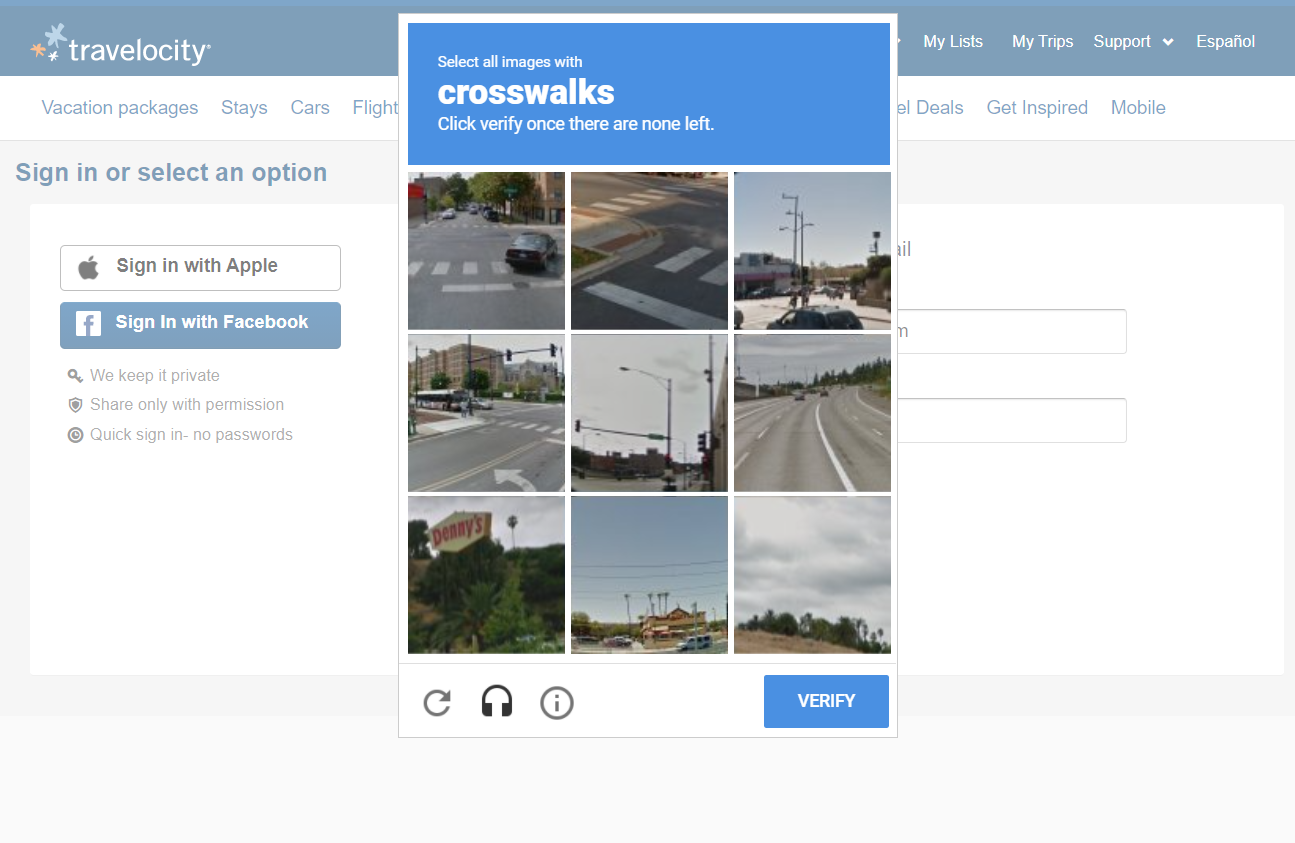 travelocity®
My Lists
My Trips
Support
Español
Vacation packages
Stays
Cars
Flight
el Deals
Get Inspired
Mobile
Sign in or select an option
Sign in with Apple
Sign In with Facebook
We keep it private
Share only with permission
Quick sign in- no passwords
ail
m
Select all images with
crosswalks
Click verify once there are none left.
Denny's
VERIFY